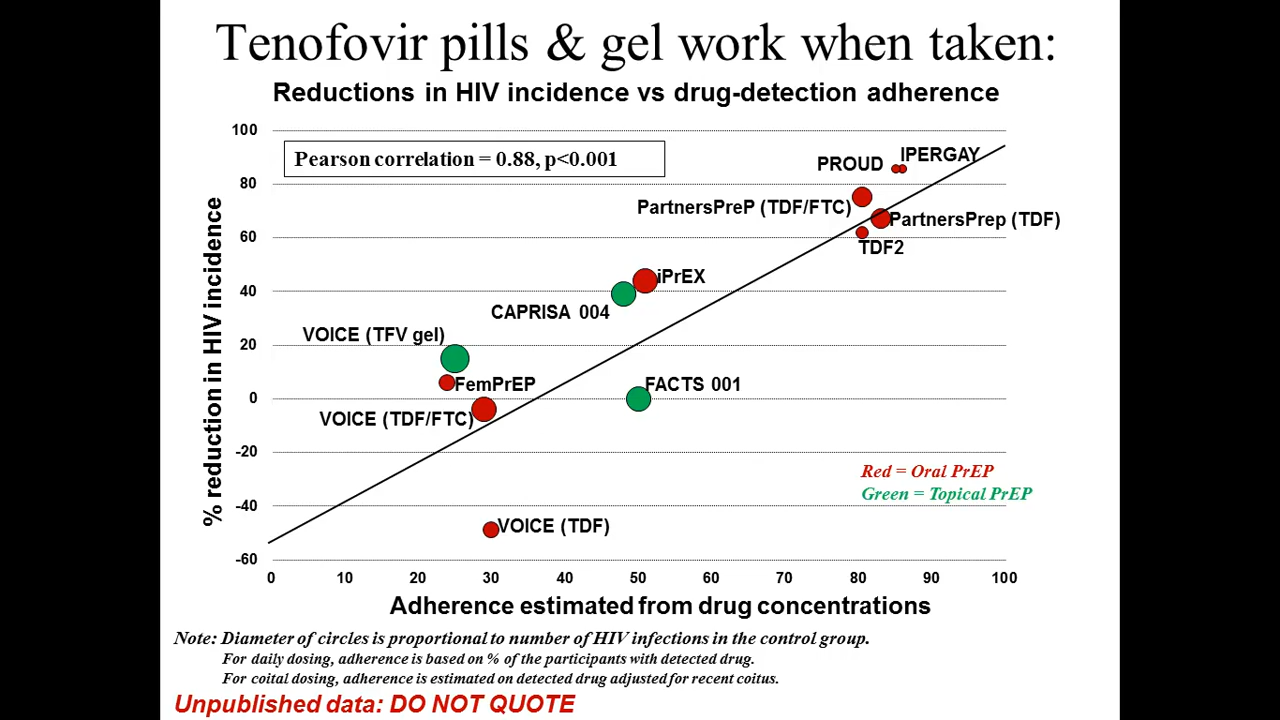 Tenofovir pills & gel work when taken:
Reductions in HIV incidence vs drug-detection adherence
Pearson correlation = 0.88, p<0.001
% reduction in HIV incidence
100
80
60
40
20
0
-20
-40
-60
IPERGAY
PROUD
PartnersPreP (TDF/FTC)
PartnersPrep (TDF)
TDF2
iPrEX
CAPRISA 004
VOICE (TFV gel)
FemPrEP
FACTS 001
VOICE (TDF/FTC)
Red = Oral PrEP
Green = Topical PrEP
VOICE (TDF)
0 10 20 30 40 50 60 70 80 90 100
Adherence estimated from drug concentrations
Note: Diameter of circles is proportional to number of HIV infections in the control group.
For daily dosing, adherence is based on % of the participants with detected drug.
For coital dosing, adherence is estimated on detected drug adjusted for recent coitus.
Unpublished data: DO NOT QUOTE